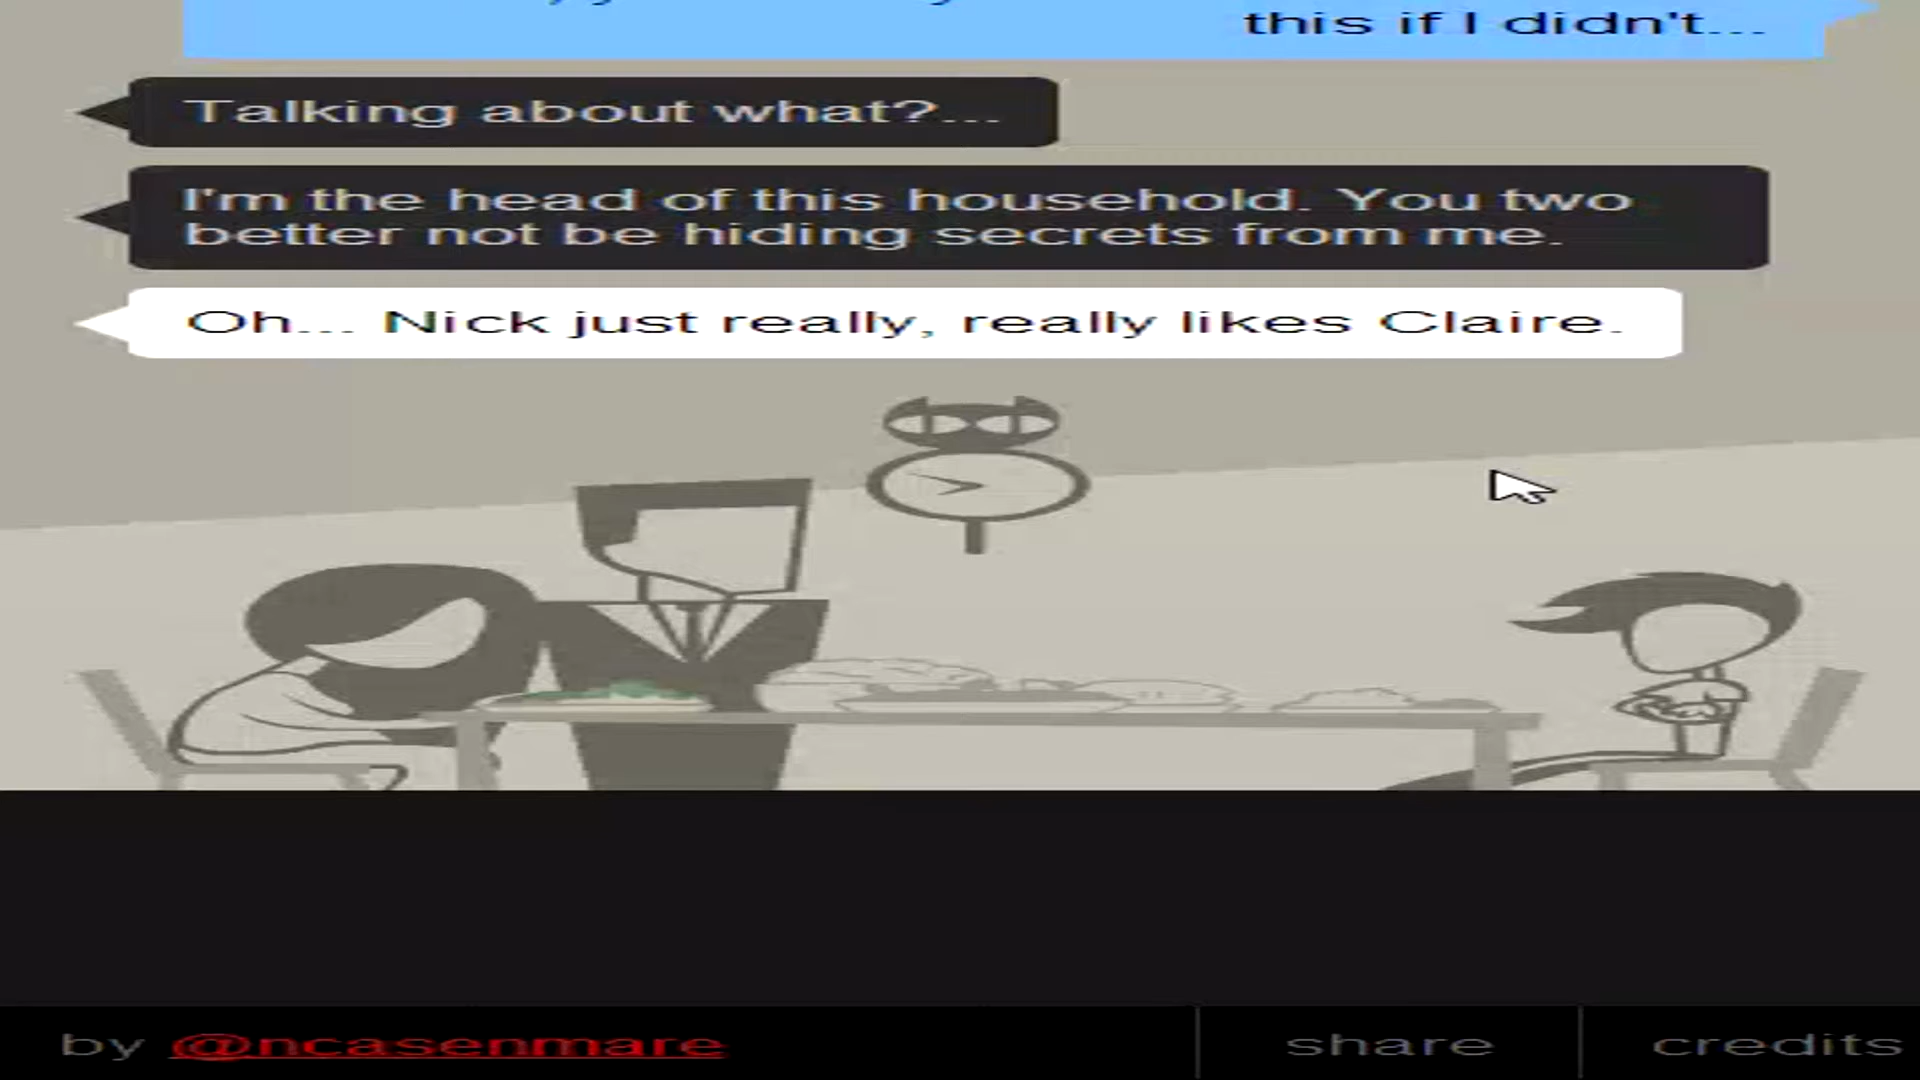 this if I didn't...
Talking about what?...
I'm the head of this household. You two
better not be hiding secrets from me.
Oh... Nick just really, really likes Claire.
by @ncasenmare
share
credits